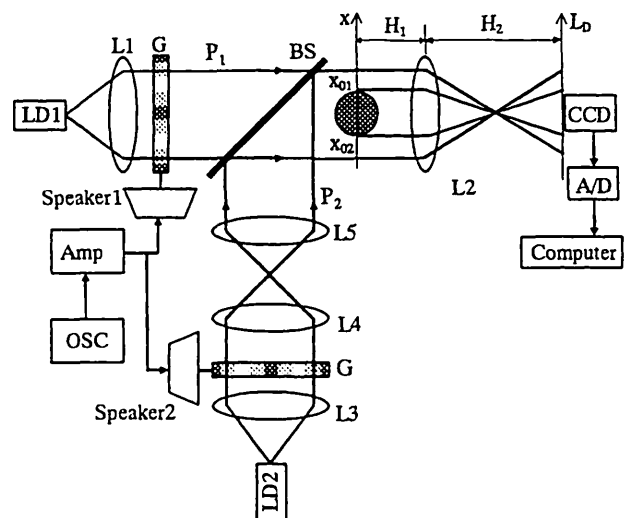 L1
G
P1
BS
x
H1
H2
LD
LD1
x01
x02
CCD
L2
A/D
Computer
Speaker1
P2
L5
Amp
L4
OSC
G
Speaker2
L3
LD2